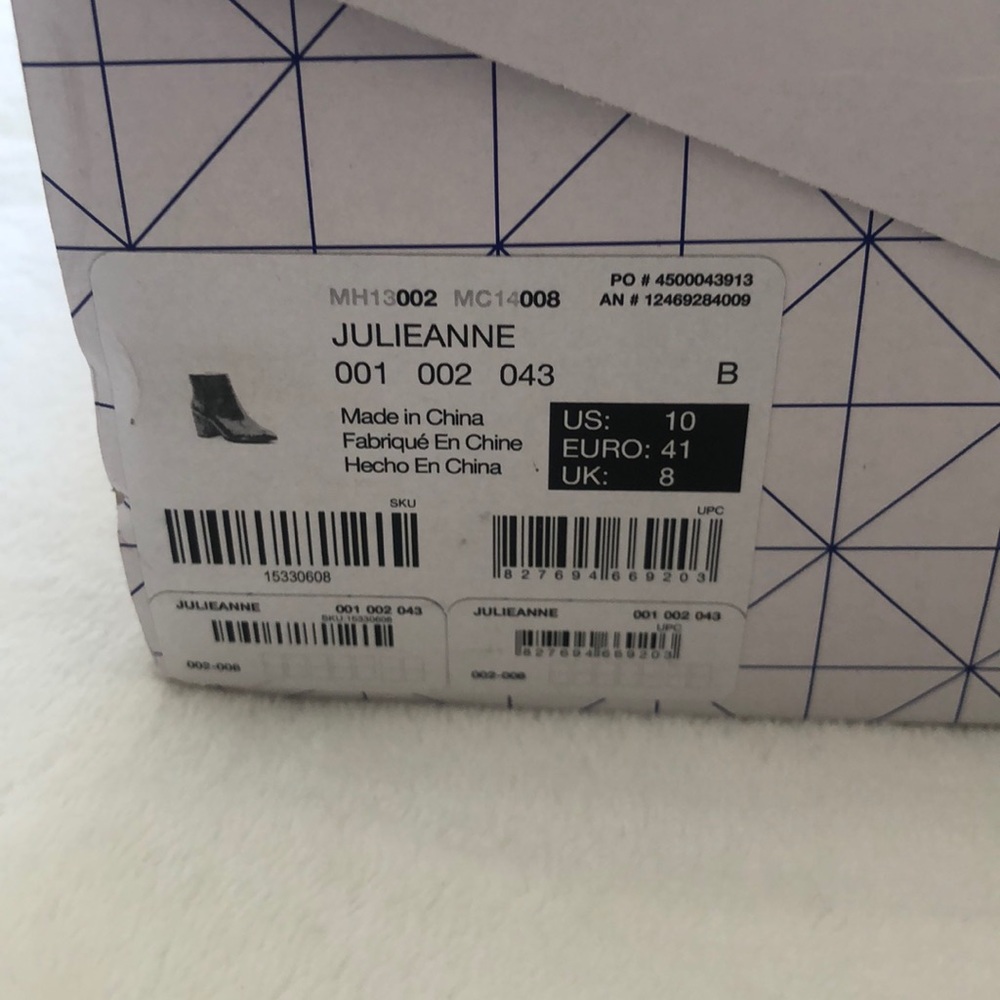 MH13002 MC14008
PO # 4500043913
AN # 12469284009
JULIEANNE
001 002 043 B
Made in China
Fabriqué En Chine
Hecho En China
US: 10
EURO: 41
UK: 8
SKU
15330608
UPC
827694669203
JULIEANNE 001 002 043
SKU 15330608
002-008
JULIEANNE 001 002 043
UPC
827694669203
002-008